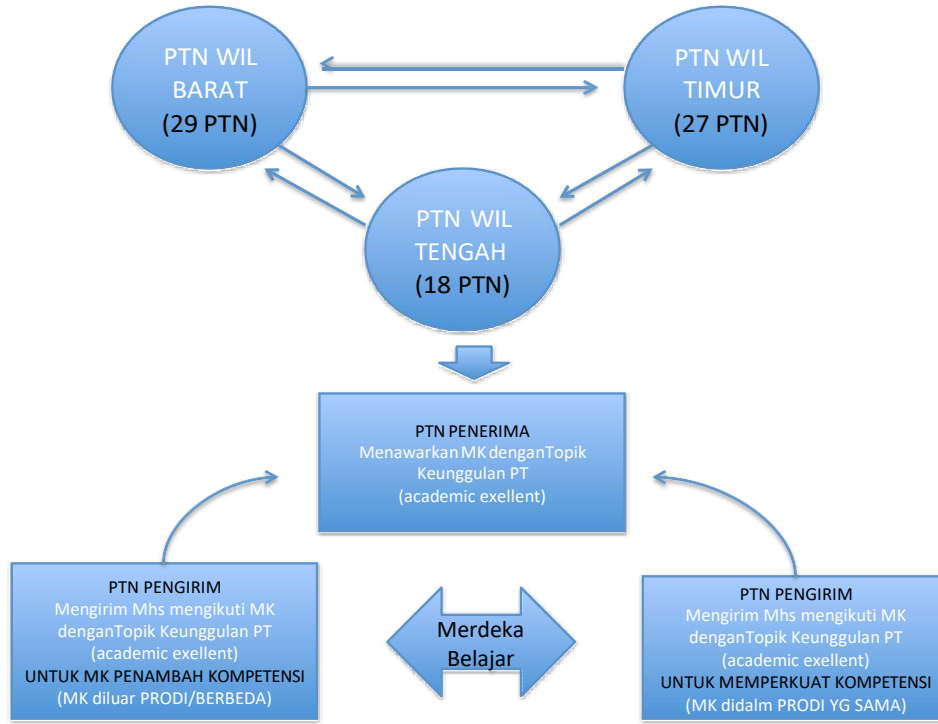 PTN WIL
BARAT
(29 PTN)
PTN WIL
TIMUR
(27 PTN)
PTN WIL
TENGAH
(18 PTN)
PTN PENERIMA
Menawarkan MK denganTopik
Keunggulan PT
(academic exellent)
PTN PENGIRIM
Mengirim Mhs mengikuti MK
denganTopik Keunggulan PT
(academic exellent)
UNTUK MK PENAMBAH KOMPETENSI
(MK diluar PRODI/BERBEDA)
Merdeka
Belajar
PTN PENGIRIM
Mengirim Mhs mengikuti MK
denganTopik Keunggulan PT
(academic exellent)
UNTUK MEMPERKUAT KOMPETENSI
(MK didalm PRODI YG SAMA)